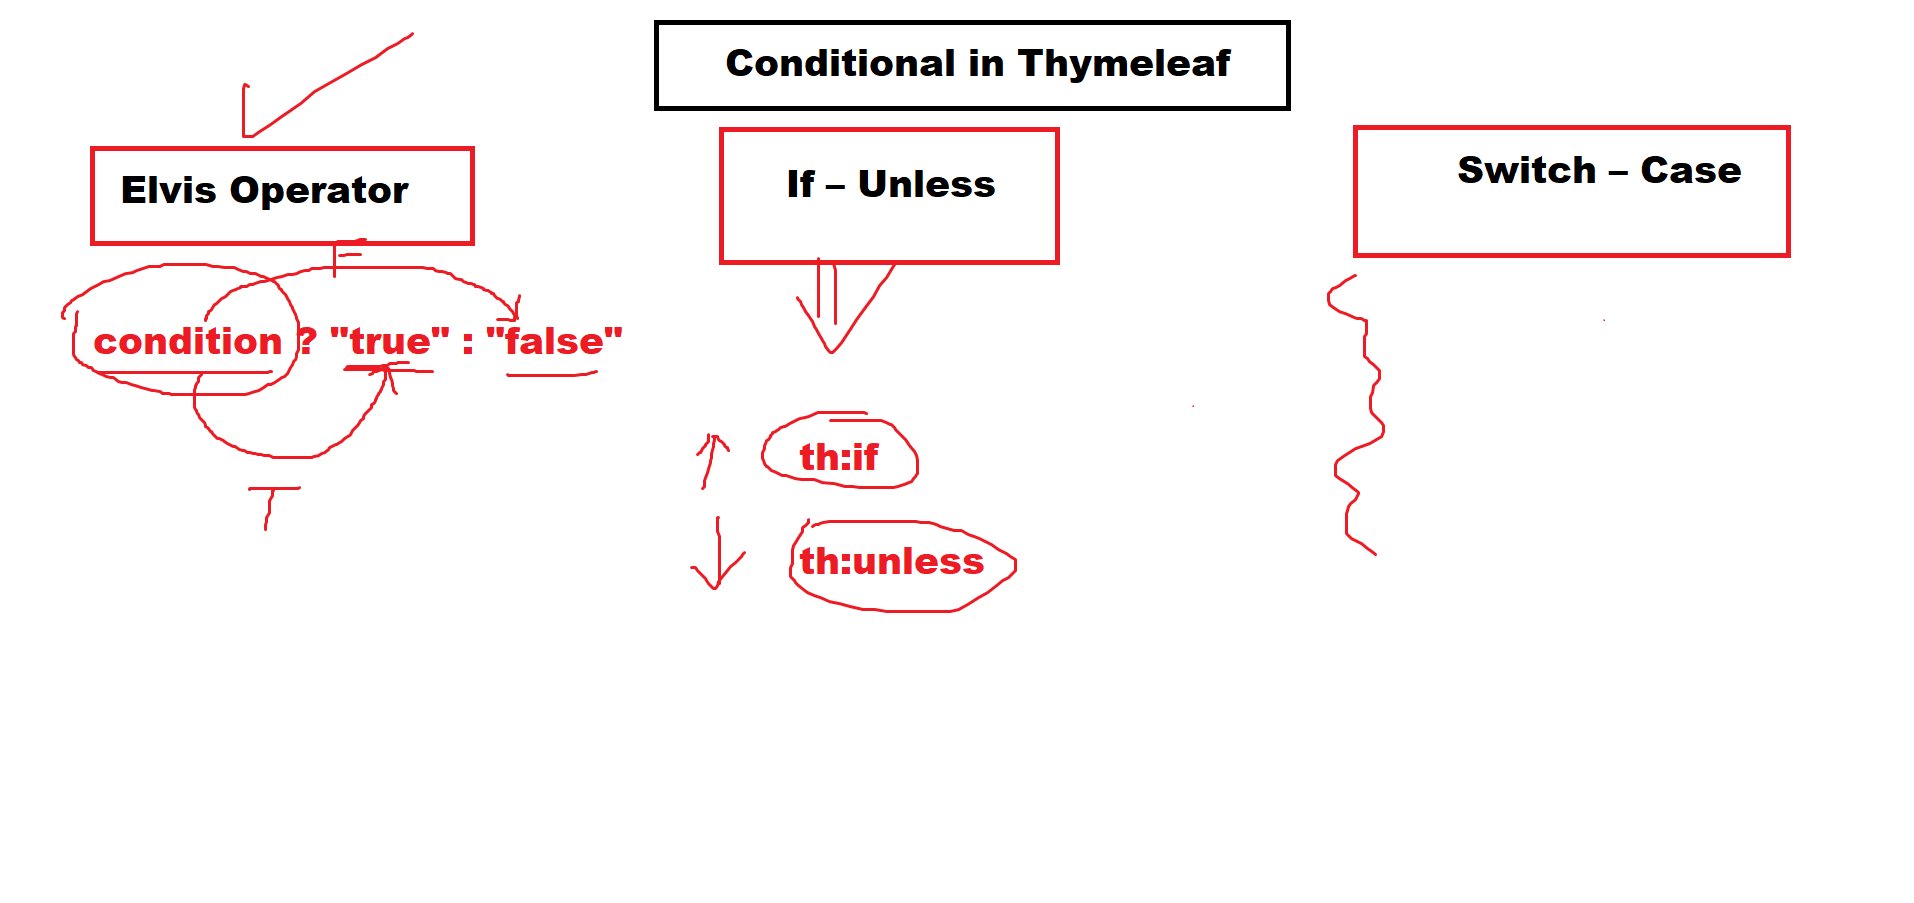 Conditional in Thymeleaf
Elvis Operator
If – Unless
Switch – Case
F
condition ? "true" : "false"
T
th:if
th:unless